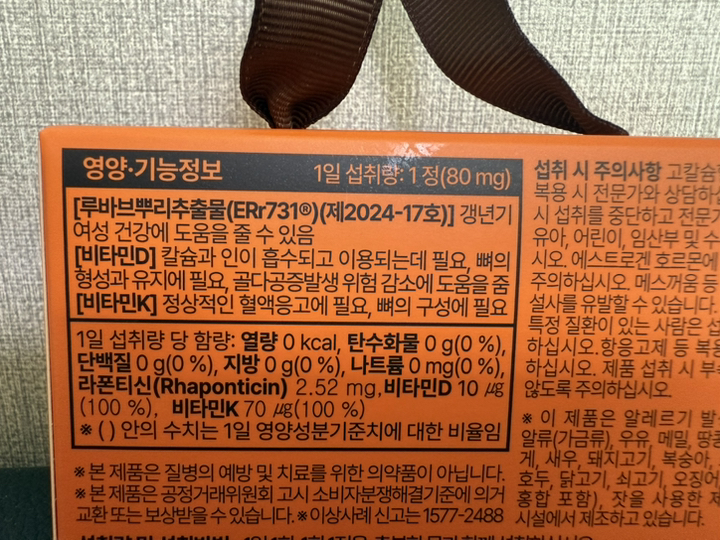 영양·기능정보 1일 섭취량: 1 정(80 mg)
[루바브뿌리추출물(ERr731®)(제2024-17호)] 갱년기
여성 건강에 도움을 줄 수 있음
[비타민D] 칼슘과 인이 흡수되고 이용되는데 필요, 뼈의
형성과 유지에 필요, 골다공증발생 위험 감소에 도움을 줌
[비타민K] 정상적인 혈액응고에 필요, 뼈의 구성에 필요
1일 섭취량 당 함량: 열량 0 kcal, 탄수화물 0 g(0 %),
단백질 0 g(0 %), 지방 0 g(0 %), 나트륨 0 mg(0 %),
라폰티신(Rhaponticin) 2.52 mg,비타민D 10 ㎍
(100 %), 비타민K 70 ㎍(100 %)
※ ( ) 안의 수치는 1일 영양성분기준치에 대한 비율임
※ 본 제품은 질병의 예방 및 치료를 위한 의약품이 아닙니다.
※ 본 제품은 공정거래위원회 고시 소비자분쟁해결기준에 의거
교환 또는 보상받을 수 있습니다. ※ 이상사례 신고는 1577-2488
섭취 시 주의사항 고칼슘
복용 시 전문가와 상담하
시 섭취를 중단하고 전문가
유아, 어린이, 임산부 및 수
시오. 에스트로겐 호르몬에
주의하십시오. 메스꺼움 등
설사를 유발할 수 있습니다.
특정 질환이 있는 사람은 섭
하십시오. 항응고제 등 복용
하십시오. 제품 섭취 시 부
않도록 주의하십시오.
※ 이 제품은 알레르기 발
알류(가금류), 우유, 메밀, 땅콩
게, 새우, 돼지고기, 복숭아,
호두, 닭고기, 쇠고기, 오징어
홍합 포함), 잣을 사용한 제
시설에서 제조하고 있습니다.